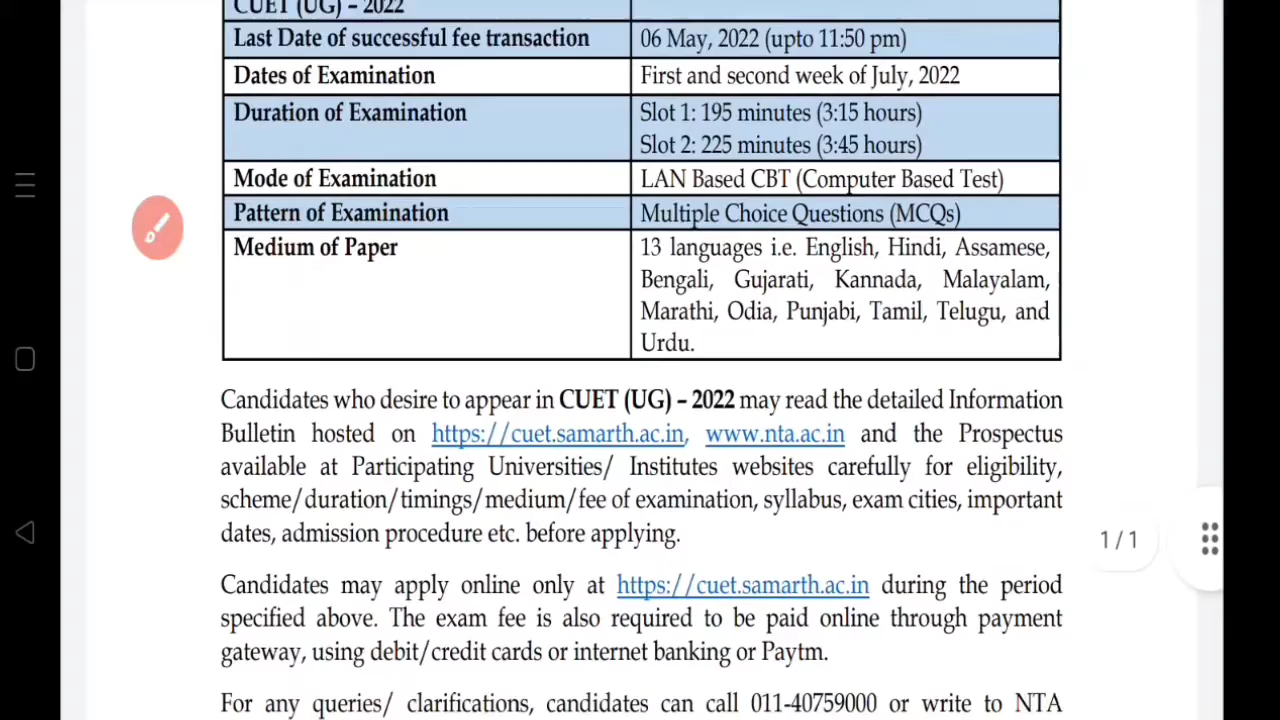 CUET (UG) – 2022
Last Date of successful fee transaction
06 May, 2022 (upto 11:50 pm)
Dates of Examination
First and second week of July, 2022
Duration of Examination
Slot 1: 195 minutes (3:15 hours)
Slot 2: 225 minutes (3:45 hours)
Mode of Examination
LAN Based CBT (Computer Based Test)
Pattern of Examination
Multiple Choice Questions (MCQs)
Medium of Paper
13 languages i.e. English, Hindi, Assamese,
Bengali, Gujarati, Kannada, Malayalam,
Marathi, Odia, Punjabi, Tamil, Telugu, and
Urdu.
Candidates who desire to appear in CUET (UG) – 2022 may read the detailed Information
Bulletin hosted on https://cuet.samarth.ac.in, www.nta.ac.in and the Prospectus
available at Participating Universities/ Institutes websites carefully for eligibility,
scheme/duration/timings/medium/fee of examination, syllabus, exam cities, important
dates, admission procedure etc. before applying.
1/1
Candidates may apply online only at https://cuet.samarth.ac.in during the period
specified above. The exam fee is also required to be paid online through payment
gateway, using debit/credit cards or internet banking or Paytm.
For any queries/ clarifications, candidates can call 011-40759000 or write to NTA